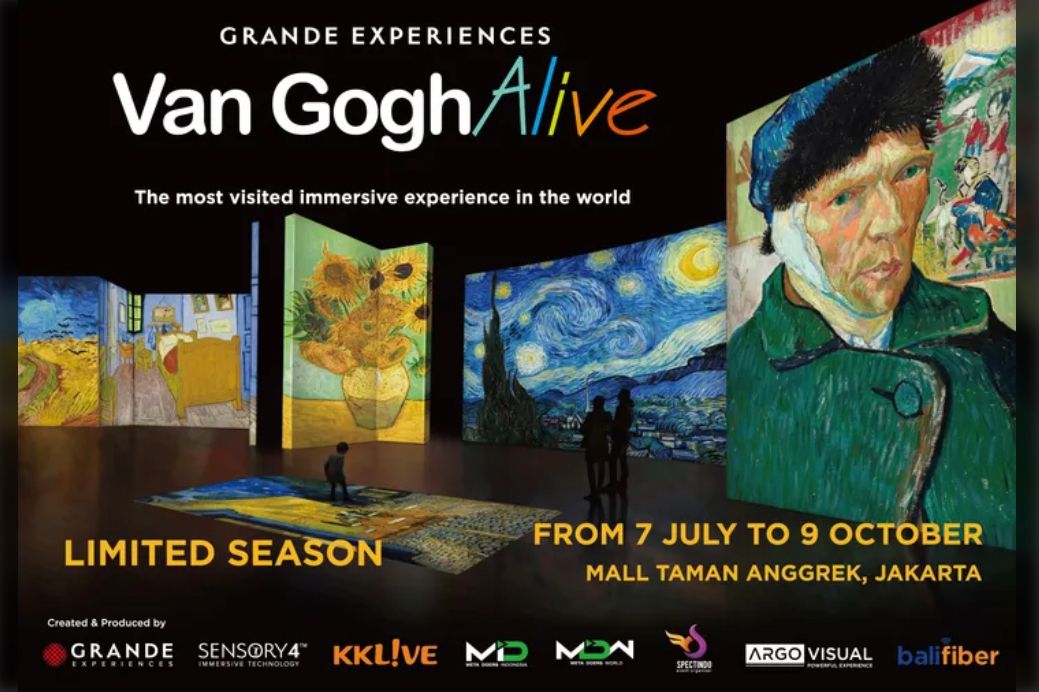 GRANDE EXPERIENCES
Van Gogh Alive
The most visited immersive experience in the world
LIMITED SEASON
FROM 7 JULY TO 9 OCTOBER
MALL TAMAN ANGGREK, JAKARTA
Created & Produced by
GRANDE EXPERIENCES
SENSORY4™ IMMERSIVE TECHNOLOGY
KKL!VE
MD META DOERS INDONESIA
MDW META DOERS WORLD
SPECTINDO
ARGO VISUAL POWERFUL EXPERIENCE
balifiber